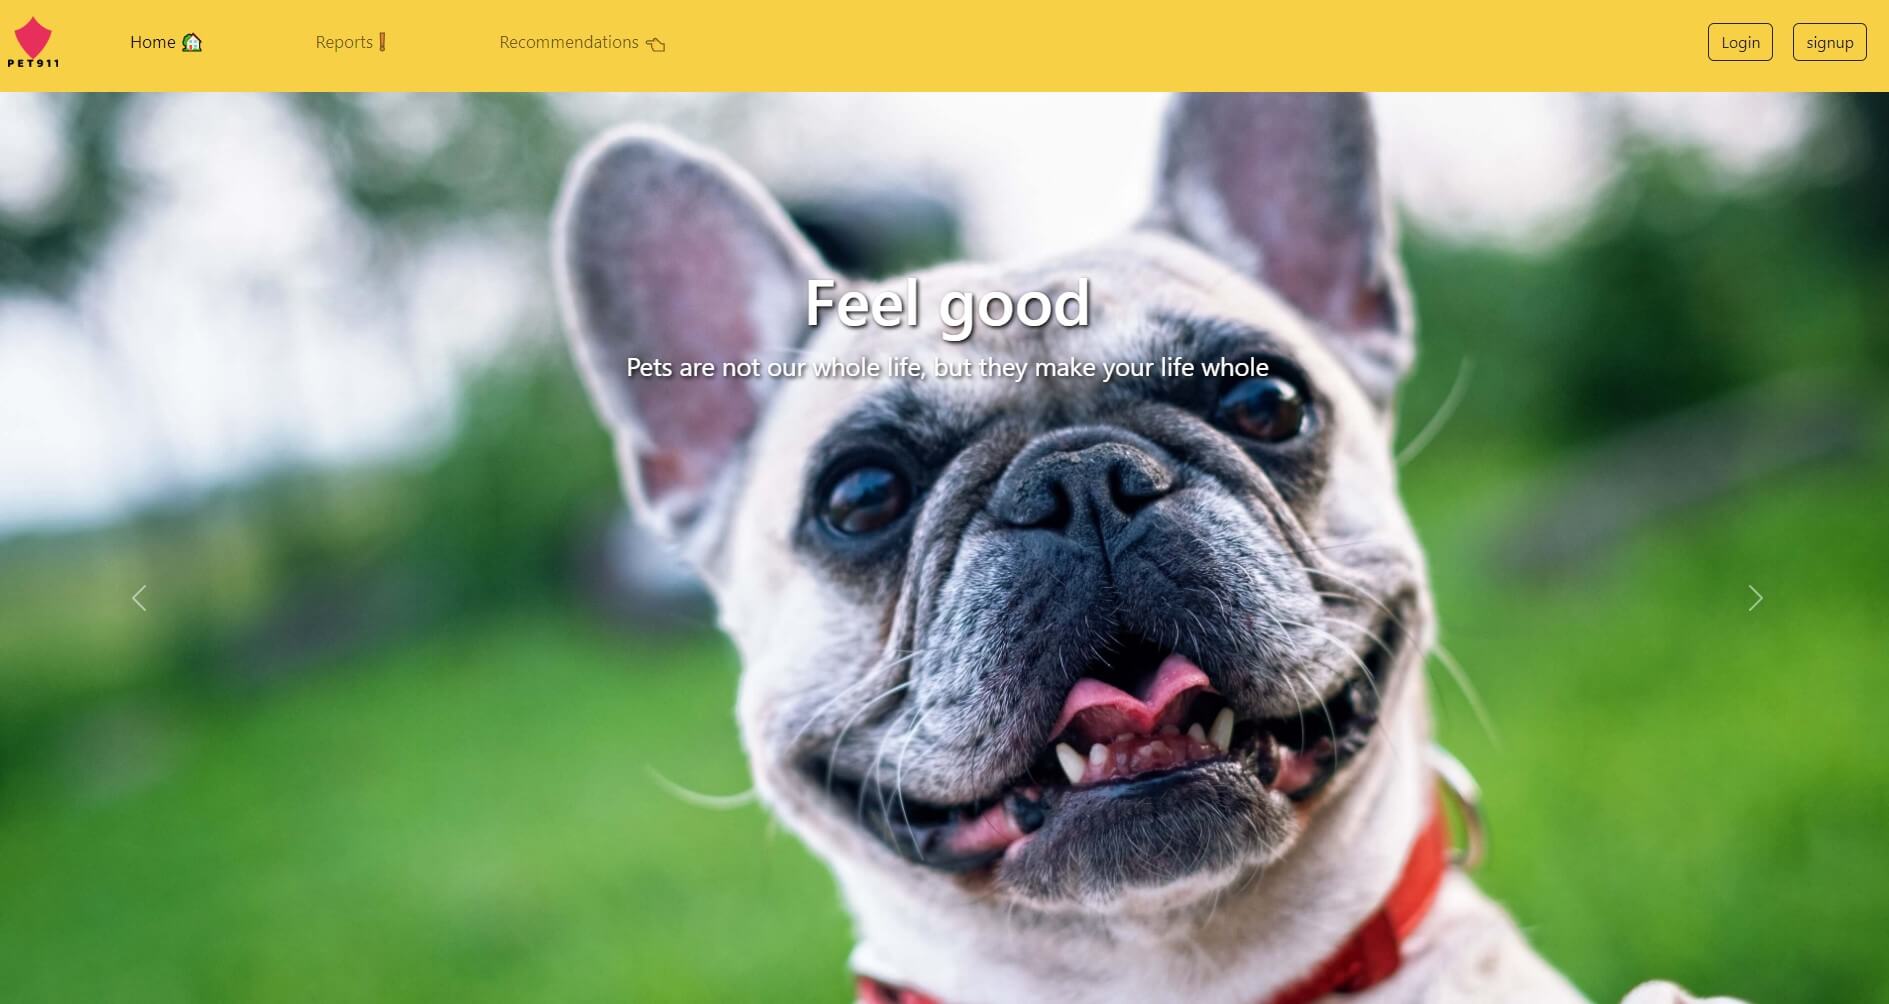 PET911
Home 🏡
Reports ❗
Recommendations 👈
Login
signup
Feel good
Pets are not our whole life, but they make your life whole